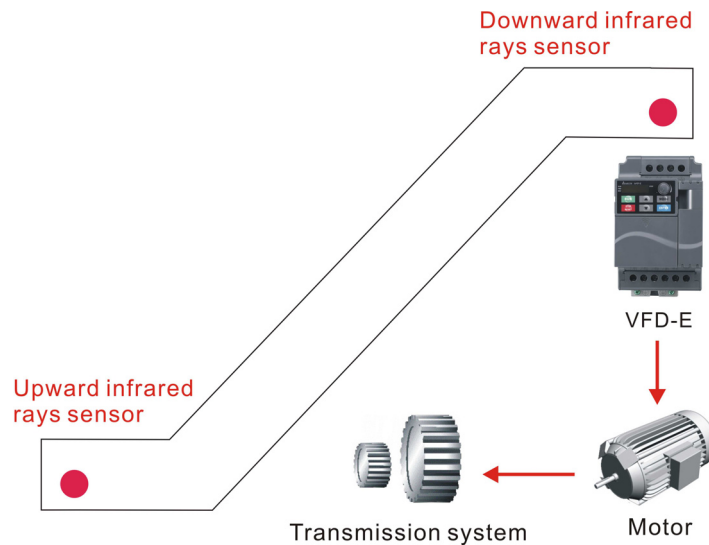 Downward infrared
rays sensor
VFD-E
Upward infrared
rays sensor
Transmission system
Motor